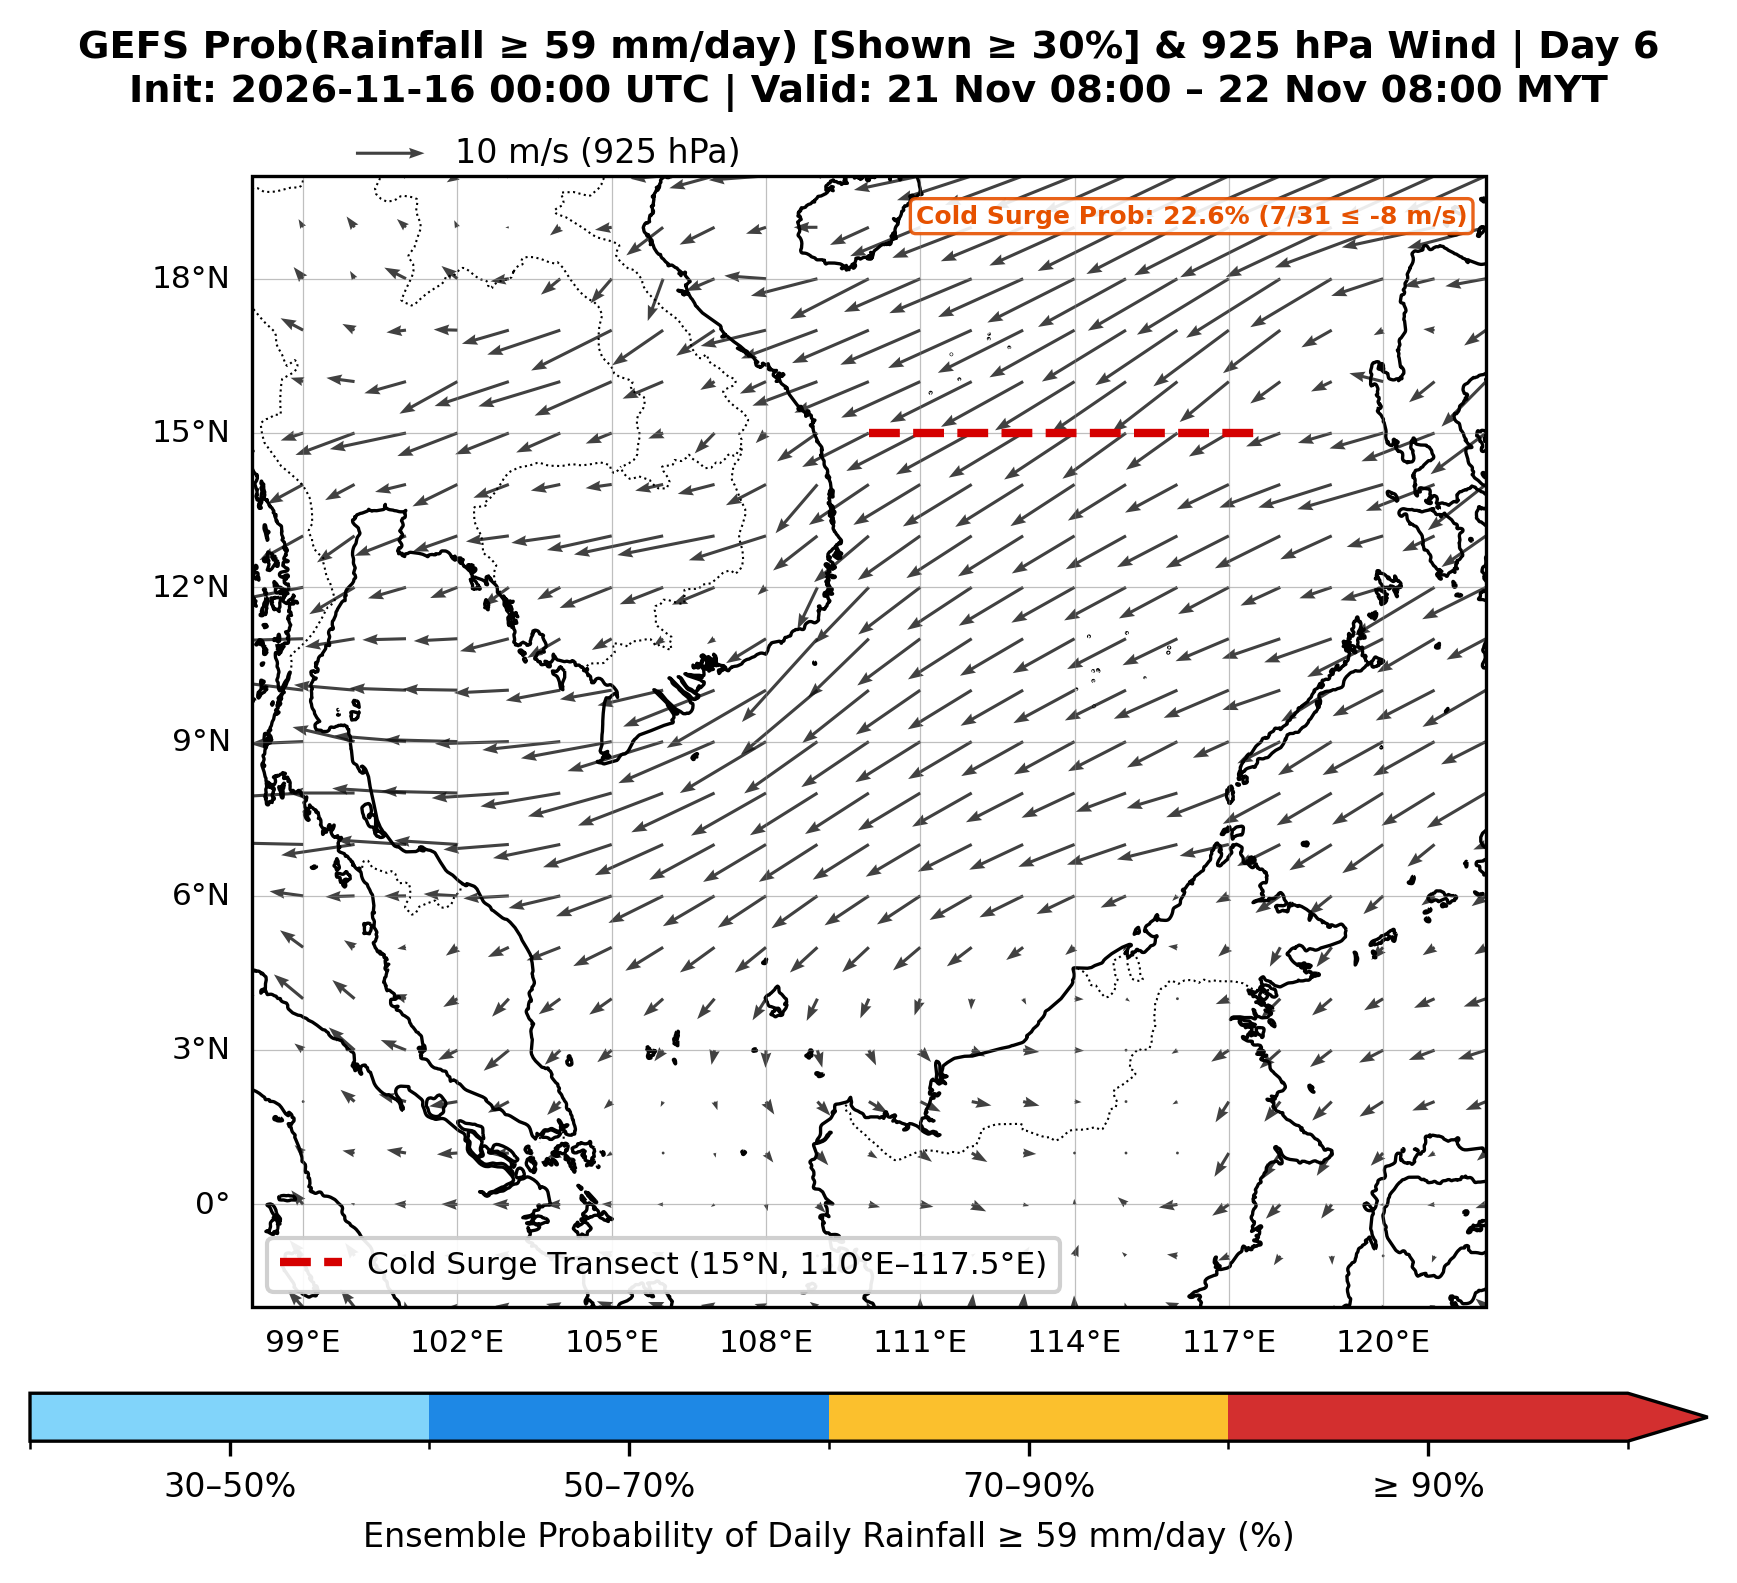 GEFS Prob(Rainfall ≥ 59 mm/day) [Shown ≥ 30%] & 925 hPa Wind | Day 6
Init: 2026-11-16 00:00 UTC | Valid: 21 Nov 08:00 – 22 Nov 08:00 MYT
10 m/s (925 hPa)
Cold Surge Prob: 22.6% (7/31 ≤ -8 m/s)
18°N
15°N
12°N
9°N
6°N
3°N
0°
Cold Surge Transect (15°N, 110°E–117.5°E)
99°E 102°E 105°E 108°E 111°E 114°E 117°E 120°E
30–50% 50–70% 70–90% ≥ 90%
Ensemble Probability of Daily Rainfall ≥ 59 mm/day (%)